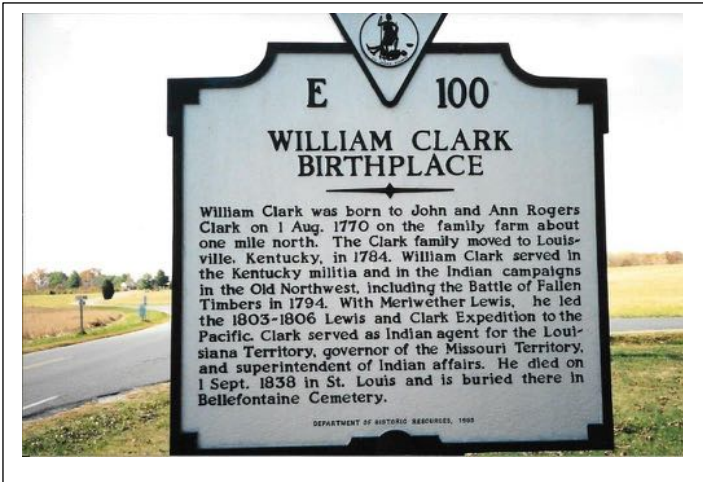 E 100
WILLIAM CLARK
BIRTHPLACE
William Clark was born to John and Ann Rogers
Clark on 1 Aug. 1770 on the family farm about
one mile north. The Clark family moved to Louis-
ville, Kentucky, in 1784. William Clark served in
the Kentucky militia and in the Indian campaigns
in the Old Northwest, including the Battle of Fallen
Timbers in 1794. With Meriwether Lewis, he led
the 1803-1806 Lewis and Clark Expedition to the
Pacific. Clark served as Indian agent for the Loui-
siana Territory, governor of the Missouri Territory,
and superintendent of Indian affairs. He died on
1 Sept. 1838 in St. Louis and is buried there in
Bellefontaine Cemetery.
DEPARTMENT OF HISTORIC RESOURCES,